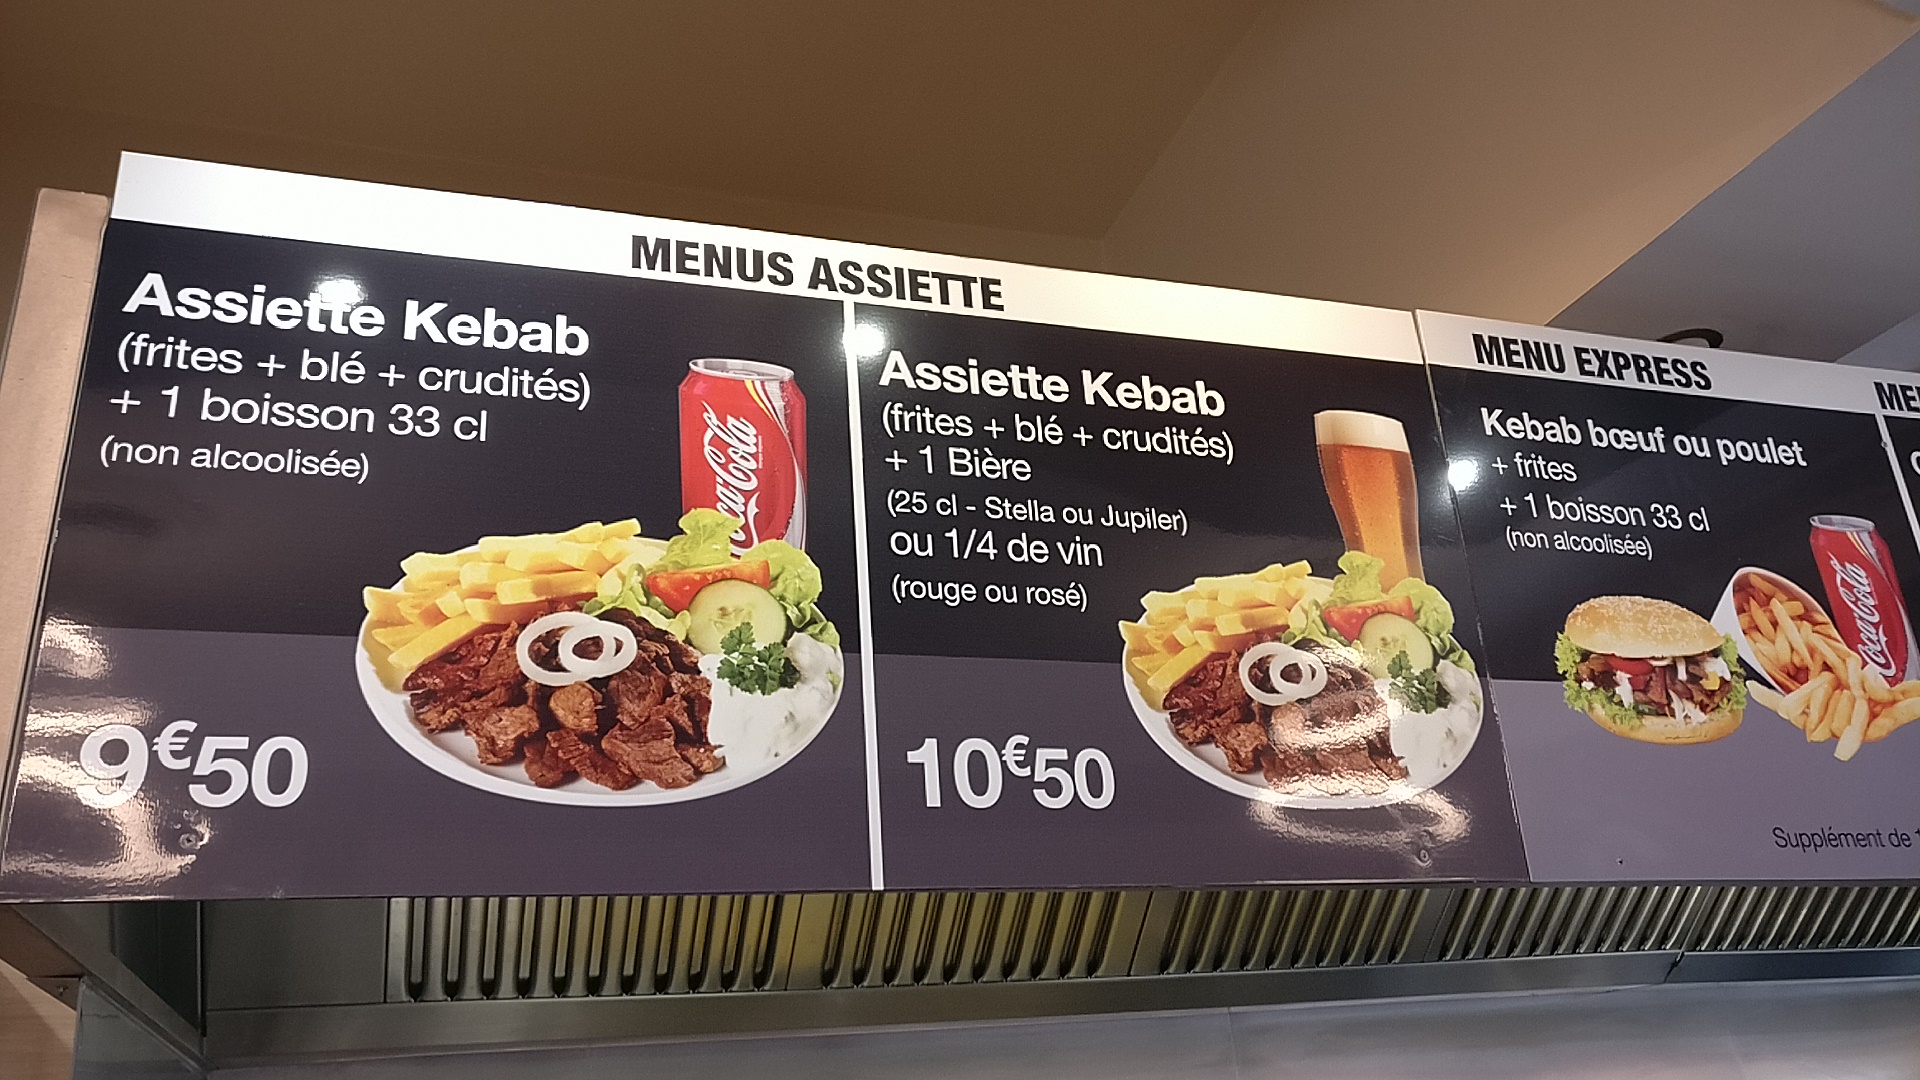 MENUS ASSIETTE
Assiette Kebab
(frites + blé + crudités)
+ 1 boisson 33 cl
(non alcoolisée)
Coca-Cola
9€50
Assiette Kebab
(frites + blé + crudités)
+ 1 Bière
(25 cl - Stella ou Jupiler)
ou 1/4 de vin
(rouge ou rosé)
10€50
MENU EXPRESS
Kebab bœuf ou poulet
+ frites
+ 1 boisson 33 cl
(non alcoolisée)
Coca-Cola
Supplément de